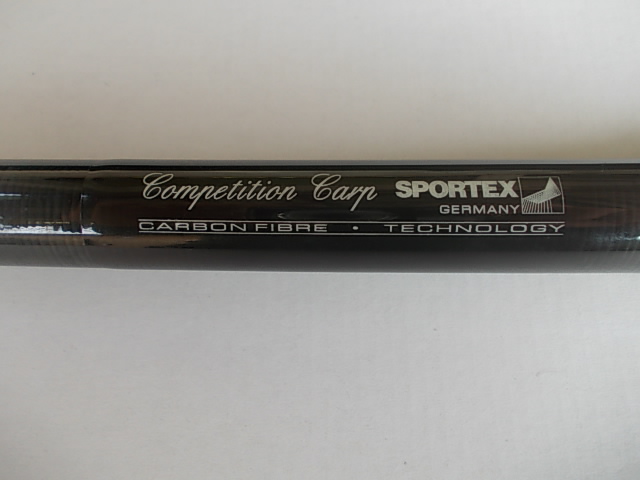 Competition Carp SPORTEX
GERMANY
CARBON FIBRE • TECHNOLOGY